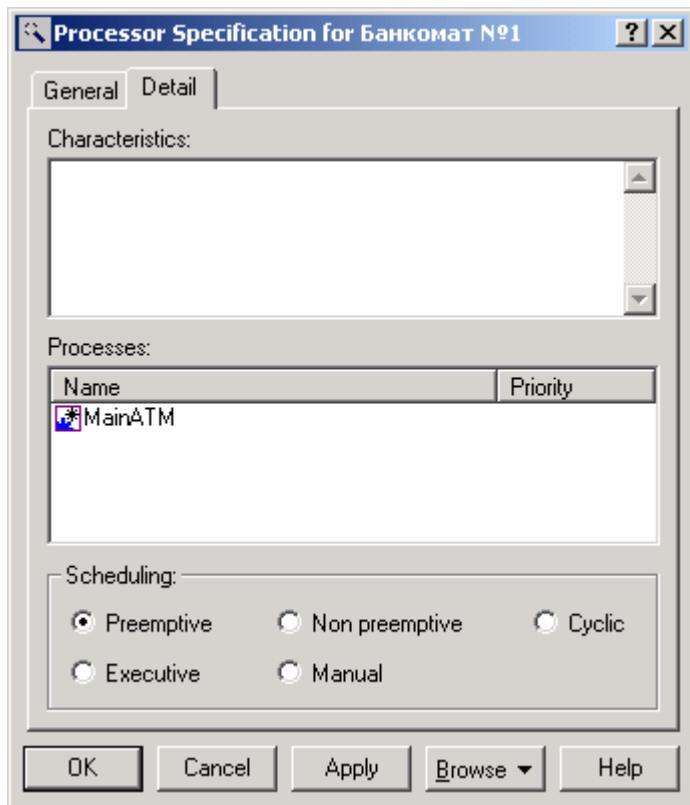 Processor Specification for Банкомат №1
General Detail
Characteristics:
Processes:
Name Priority
MainATM
Scheduling:
Preemptive Non preemptive Cyclic
Executive Manual
OK Cancel Apply Browse Help